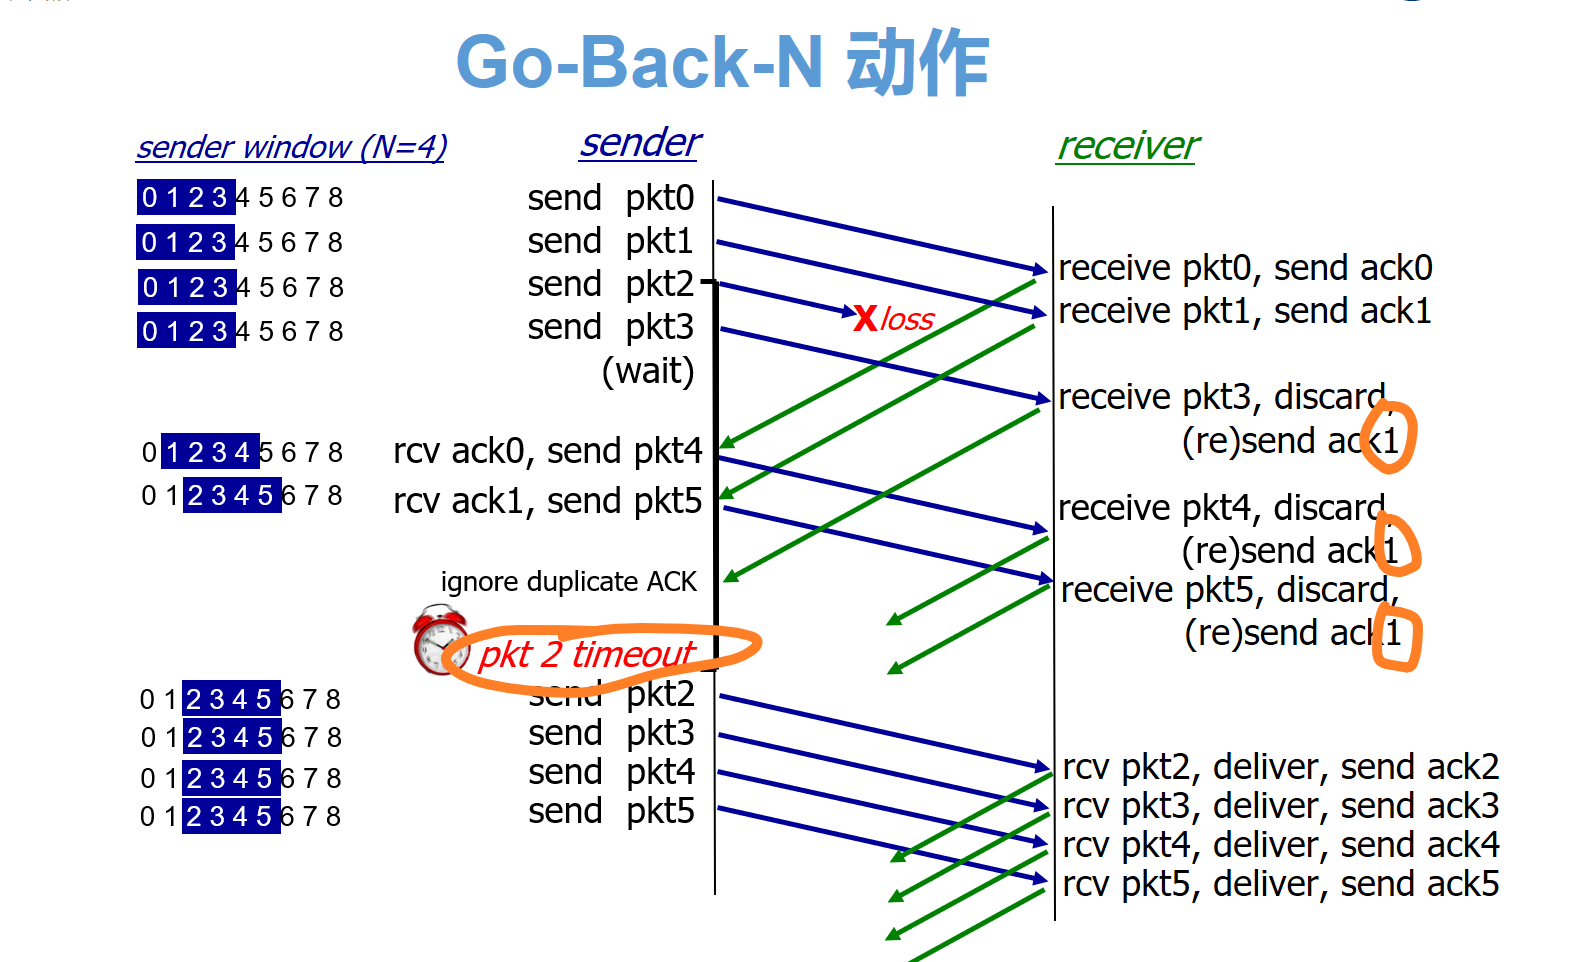 Go-Back-N 动作
sender window (N=4)
sender
receiver
0 1 2 3 4 5 6 7 8
send pkt0
0 1 2 3 4 5 6 7 8
send pkt1
receive pkt0, send ack0
0 1 2 3 4 5 6 7 8
send pkt2
receive pkt1, send ack1
X loss
0 1 2 3 4 5 6 7 8
send pkt3
(wait)
receive pkt3, discard,
(re)send ack1
0 1 2 3 4 5 6 7 8
rcv ack0, send pkt4
0 1 2 3 4 5 6 7 8
rcv ack1, send pkt5
receive pkt4, discard,
(re)send ack1
ignore duplicate ACK
receive pkt5, discard,
(re)send ack1
pkt 2 timeout
0 1 2 3 4 5 6 7 8
send pkt2
0 1 2 3 4 5 6 7 8
send pkt3
0 1 2 3 4 5 6 7 8
send pkt4
0 1 2 3 4 5 6 7 8
send pkt5
rcv pkt2, deliver, send ack2
rcv pkt3, deliver, send ack3
rcv pkt4, deliver, send ack4
rcv pkt5, deliver, send ack5